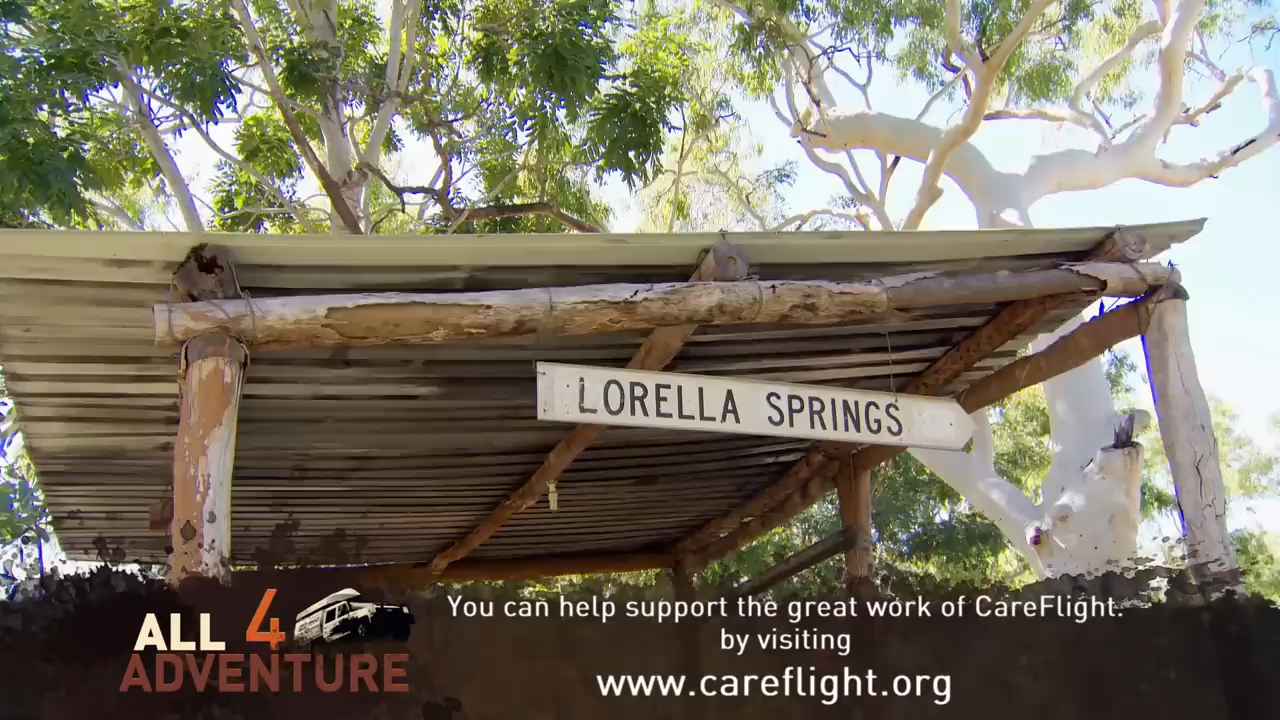 LORELLA SPRINGS
ALL 4
ADVENTURE
You can help support the great work of CareFlight.
by visiting
www.careflight.org